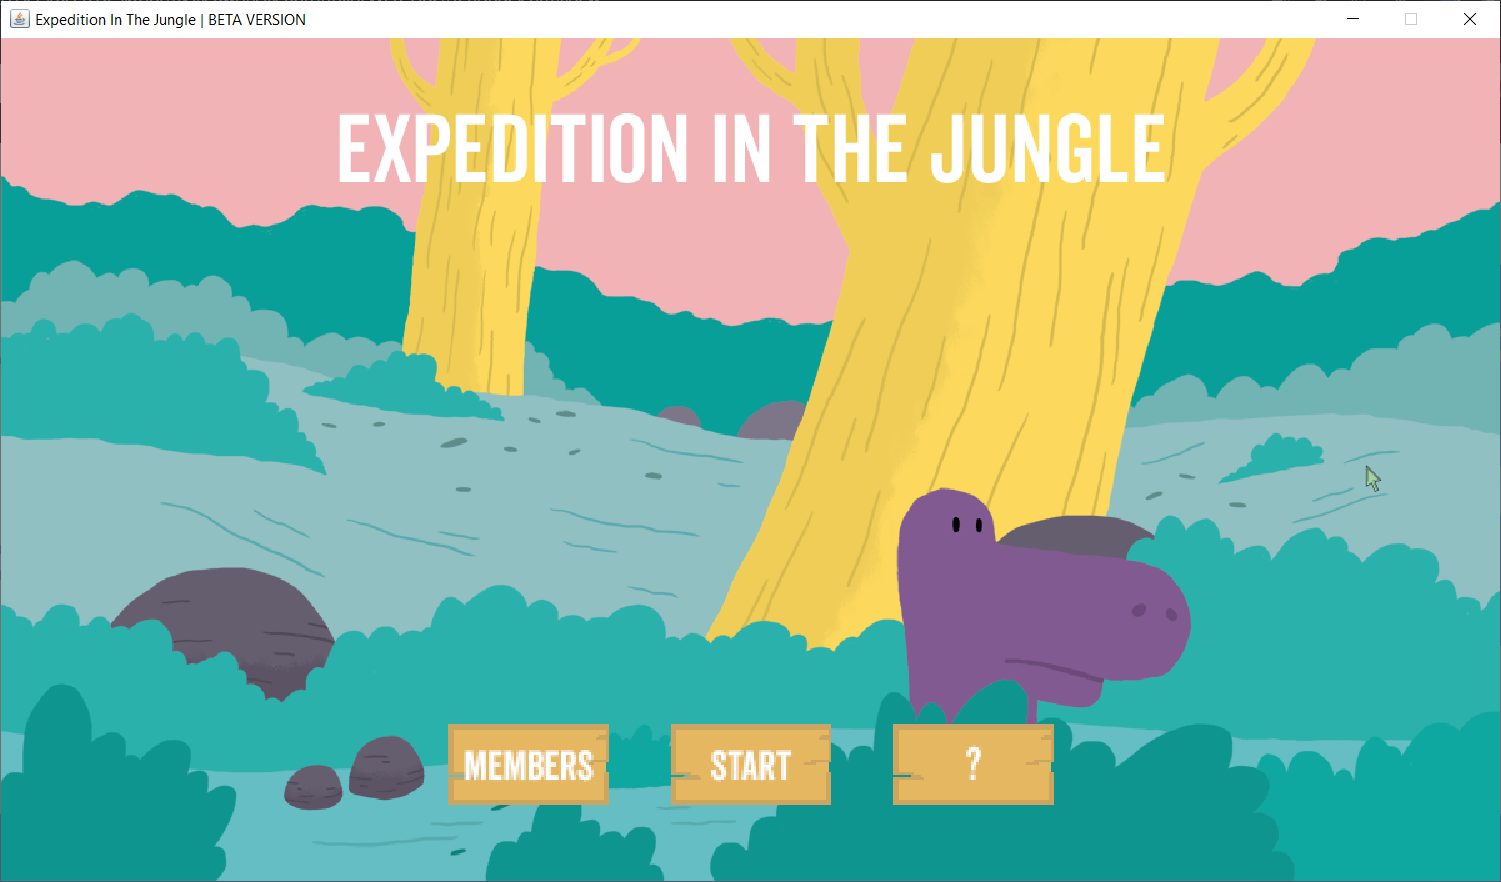 Expedition In The Jungle | BETA VERSION
EXPEDITION IN THE JUNGLE
MEMBERS
START
?